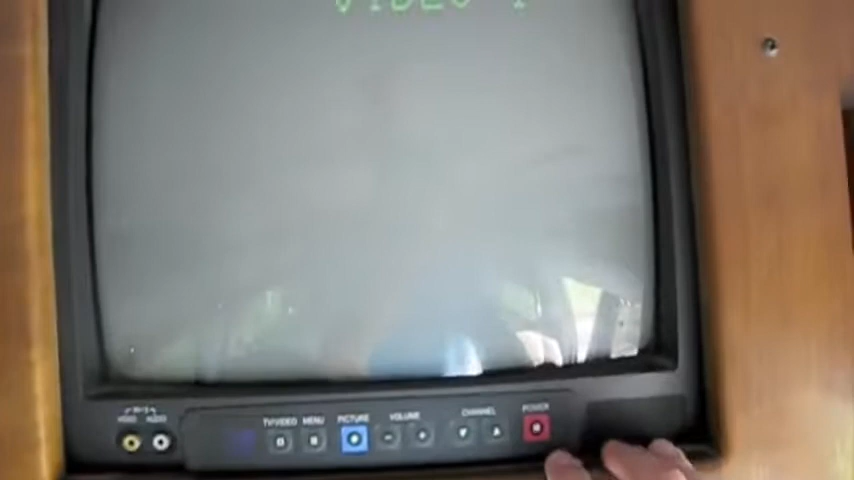 VIDEO 1
VIDEO AUDIO
TV/VIDEO MENU PICTURE VOLUME CHANNEL POWER